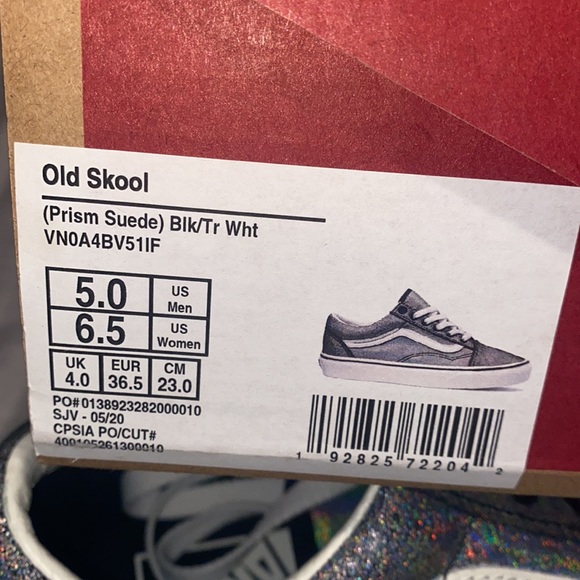 Old Skool
(Prism Suede) Blk/Tr Wht
VN0A4BV51IF
5.0 US Men
6.5 US Women
UK 4.0 EUR 36.5 CM 23.0
PO# 0138923282000010
SJV - 05/20
CPSIA PO/CUT#
400105261300010
1 92825 72204 2